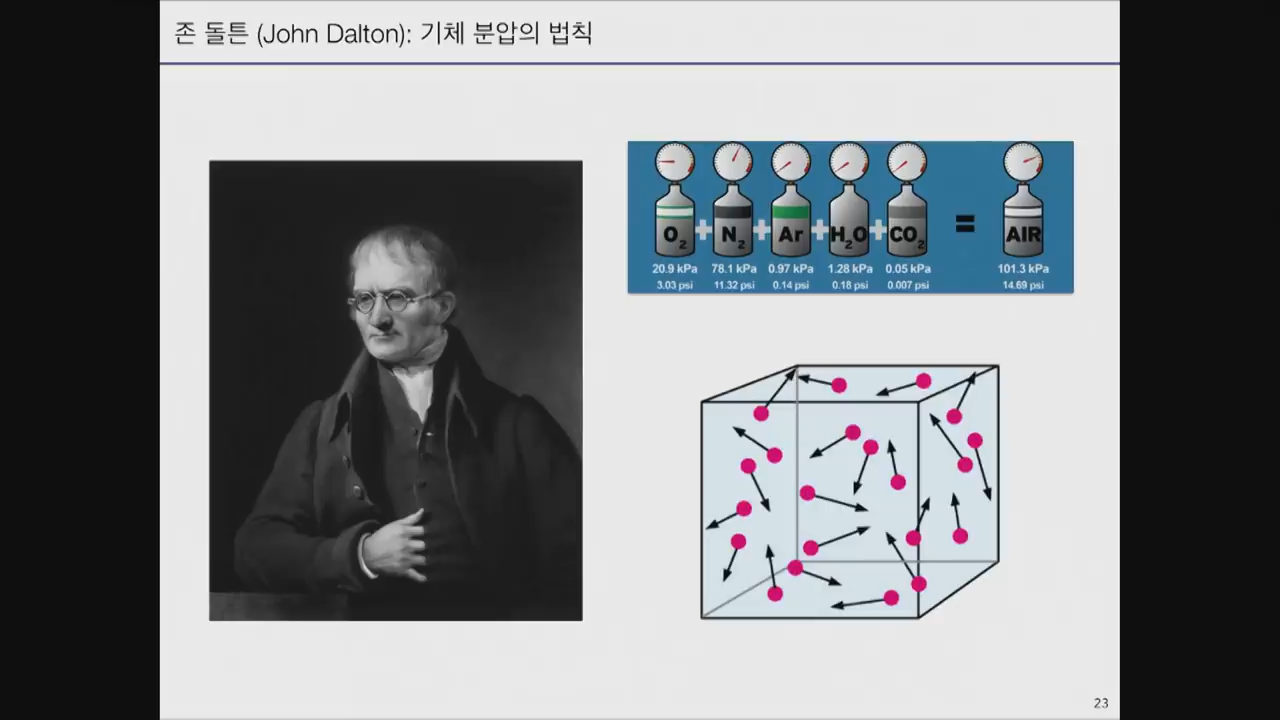 존 돌튼 (John Dalton): 기체 분압의 법칙
O2 + N2 + Ar + H2O + CO2 = AIR
20.9 kPa 78.1 kPa 0.97 kPa 1.28 kPa 0.05 kPa 101.3 kPa
3.03 psi 11.32 psi 0.14 psi 0.18 psi 0.007 psi 14.69 psi
23